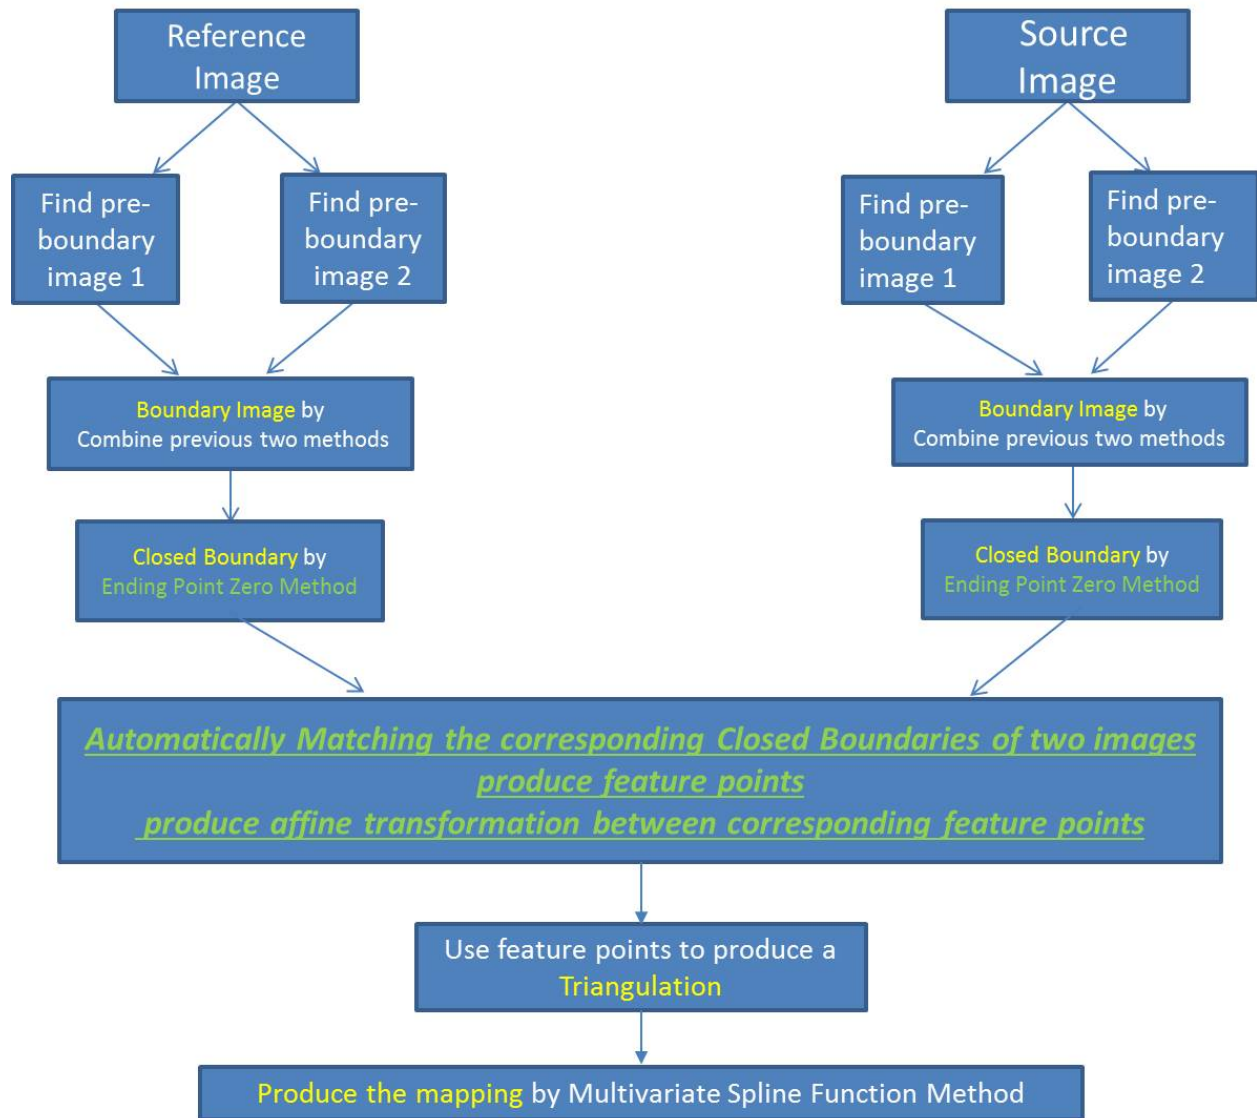 Reference
Image
Source
Image
Find pre-
boundary
image 1
Find pre-
boundary
image 2
Find pre-
boundary
image 1
Find pre-
boundary
image 2
Boundary Image by
Combine previous two methods
Boundary Image by
Combine previous two methods
Closed Boundary by
Ending Point Zero Method
Closed Boundary by
Ending Point Zero Method
Automatically Matching the corresponding Closed Boundaries of two images
produce feature points
produce affine transformation between corresponding feature points
Use feature points to produce a
Triangulation
Produce the mapping by Multivariate Spline Function Method